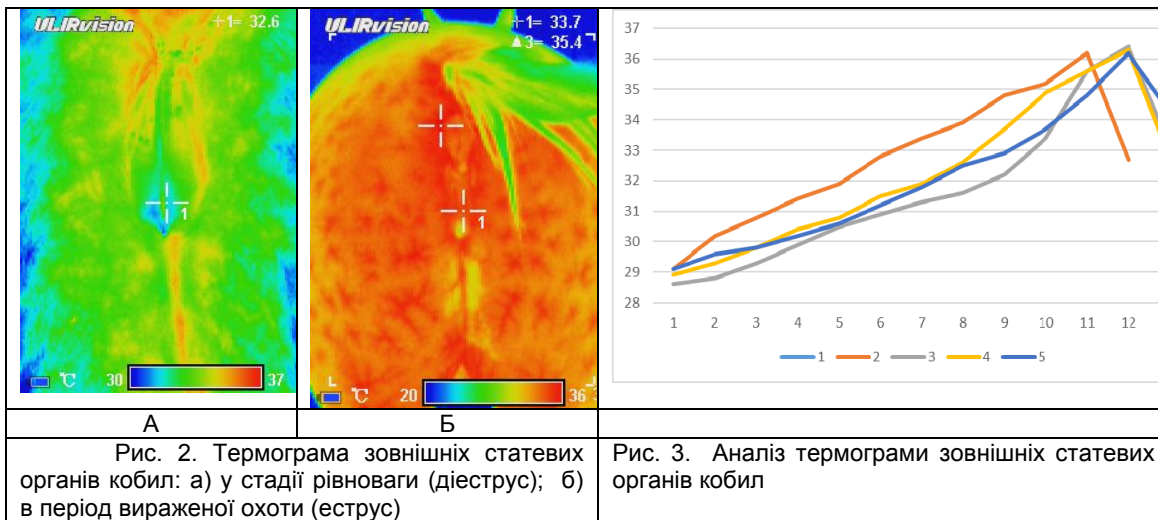 ULIRvision
1= 32.6
1
℃ 30 37
ULIRvision
1= 33.7
▲3= 35.4
1
℃ 20 36
37
36
35
34
33
32
31
30
29
28
1 2 3 4 5 6 7 8 9 10 11 12
1 2 3 4 5
А Б
Рис. 2. Термограма зовнішніх статевих
органів кобил: а) у стадії рівноваги (діеструс); б)
в період вираженої охоти (еструс)
Рис. 3. Аналіз термограми зовнішніх статевих
органів кобил